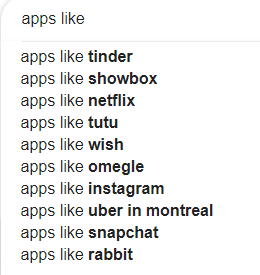 apps like
apps like tinder
apps like showbox
apps like netflix
apps like tutu
apps like wish
apps like omegle
apps like instagram
apps like uber in montreal
apps like snapchat
apps like rabbit